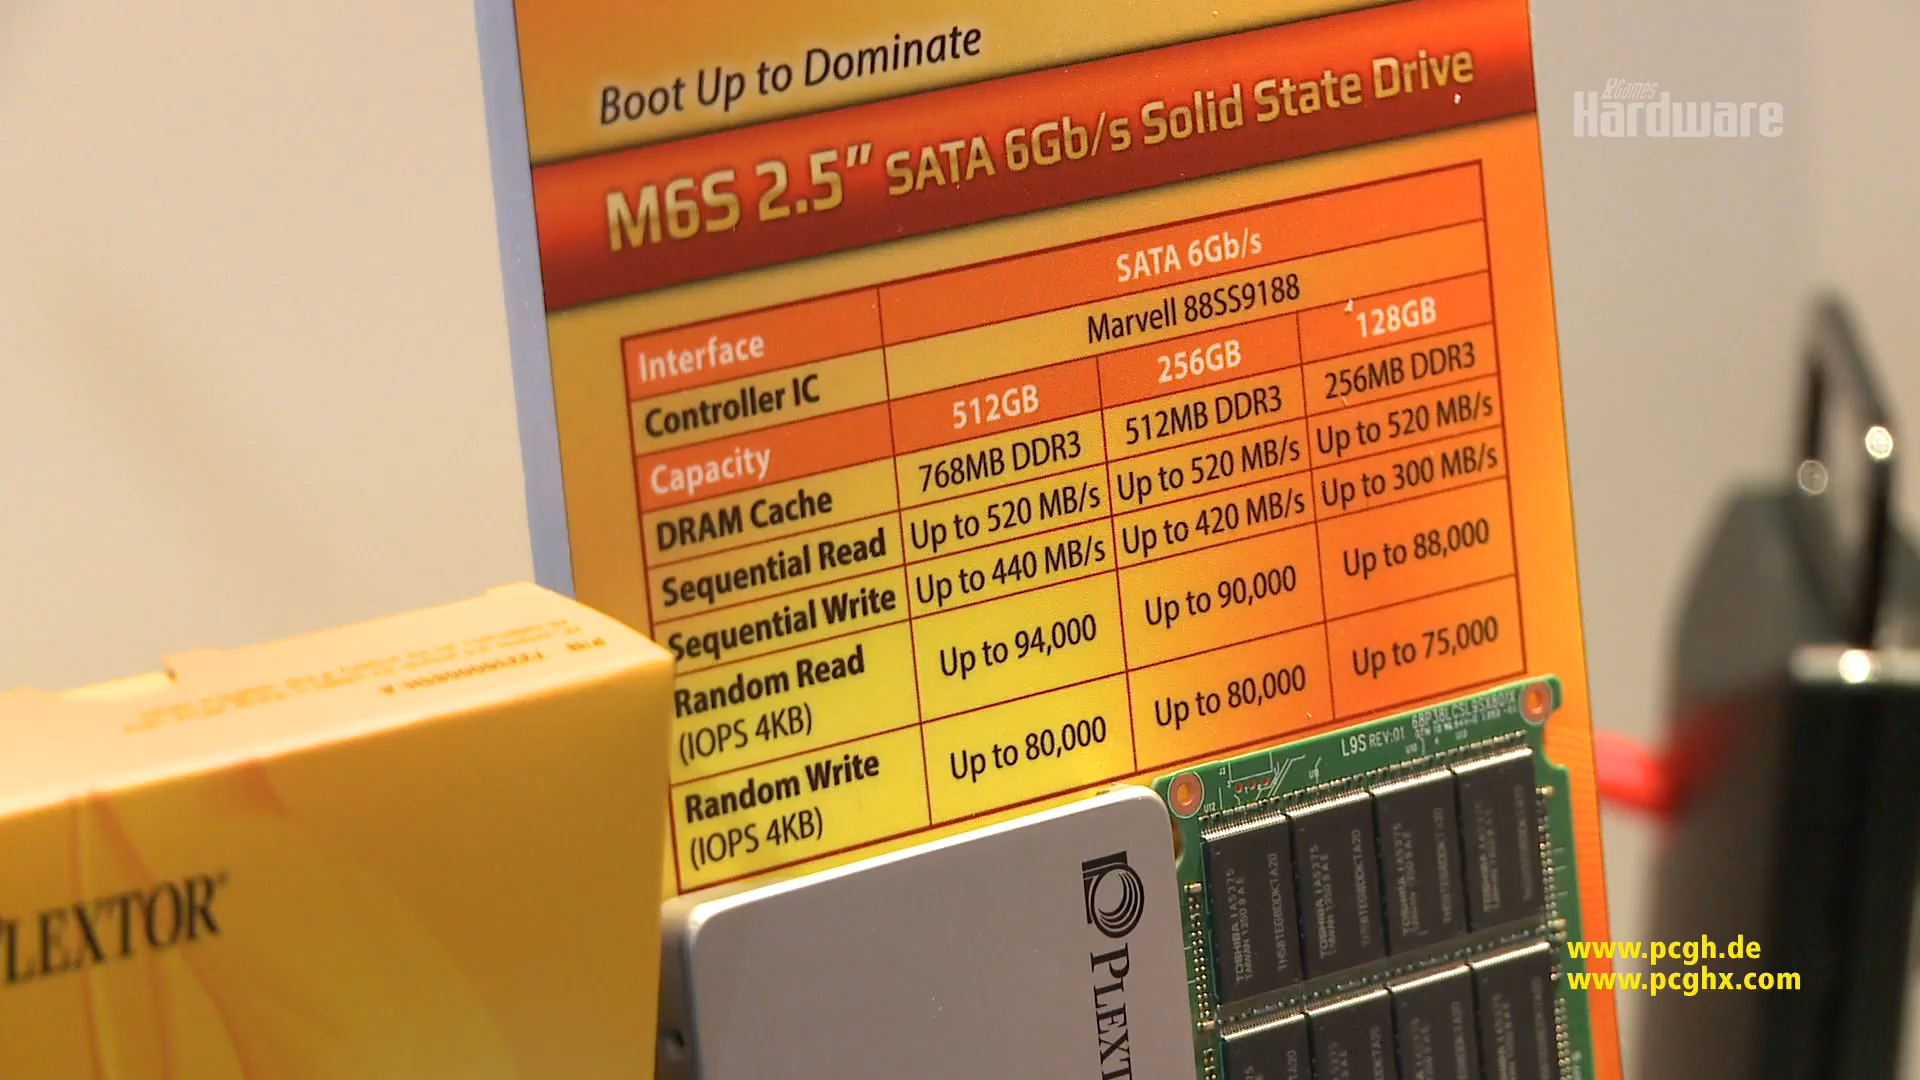 Boot Up to Dominate
M6S 2.5” SATA 6Gb/s Solid State Drive
Games
Hardware
Interface SATA 6Gb/s
Controller IC Marvell 88SS9188
Capacity 512GB 256GB 128GB
DRAM Cache 768MB DDR3 512MB DDR3 256MB DDR3
Sequential Read Up to 520 MB/s Up to 520 MB/s Up to 520 MB/s
Sequential Write Up to 440 MB/s Up to 420 MB/s Up to 300 MB/s
Random Read Up to 94,000 Up to 90,000 Up to 88,000
(IOPS 4KB)
Random Write Up to 80,000 Up to 80,000 Up to 75,000
(IOPS 4KB)
LEXTOR
PLEXT
L9S REV:01
TOSHIBA
TOSHIBA
TOSHIBA
www.pcgh.de
www.pcghx.com